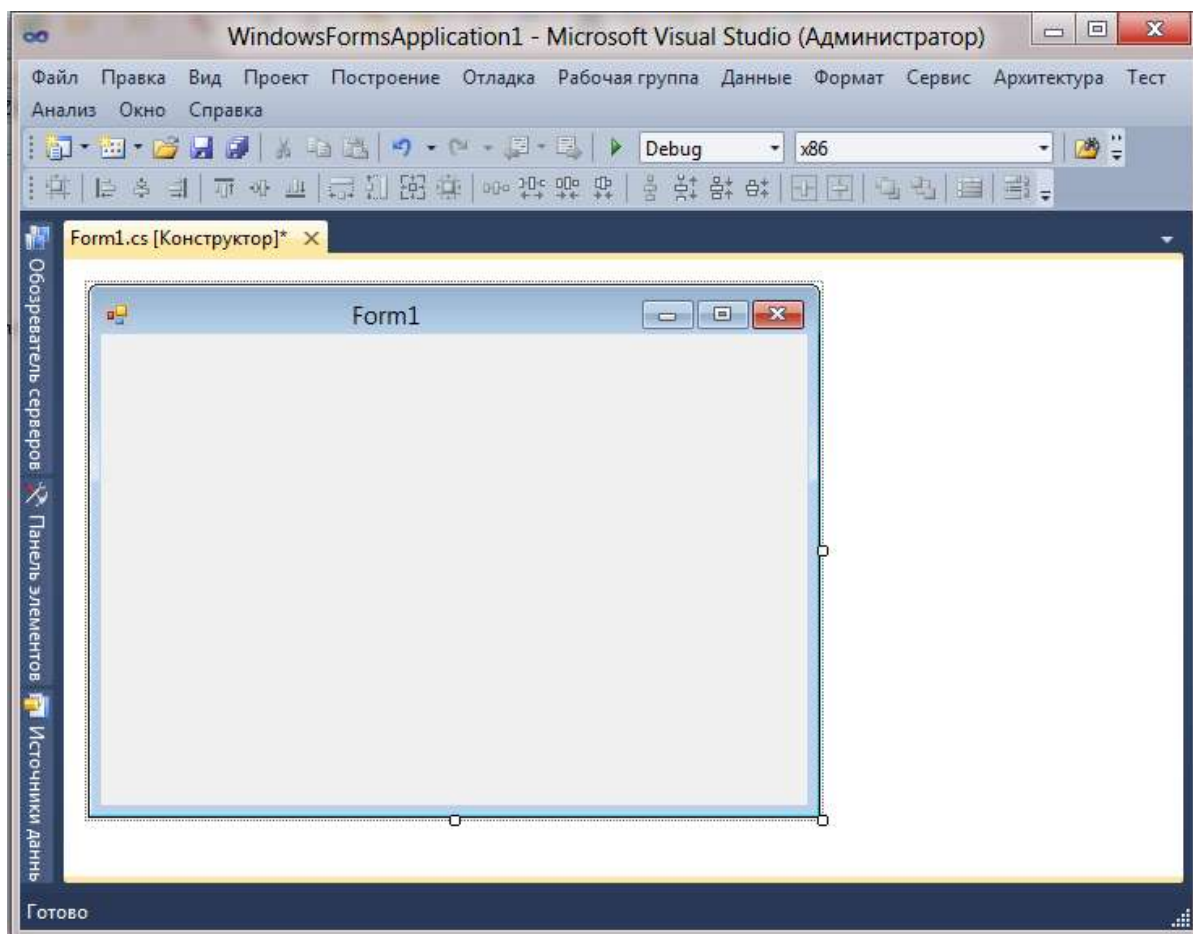 WindowsFormsApplication1 - Microsoft Visual Studio (Администратор)
Файл Правка Вид Проект Построение Отладка Рабочая группа Данные Формат Сервис Архитектура Тест
Анализ Окно Справка
Debug x86
Form1.cs [Конструктор]*
Form1
Обозреватель серверов
Панель элементов
Источники даннь
Готово